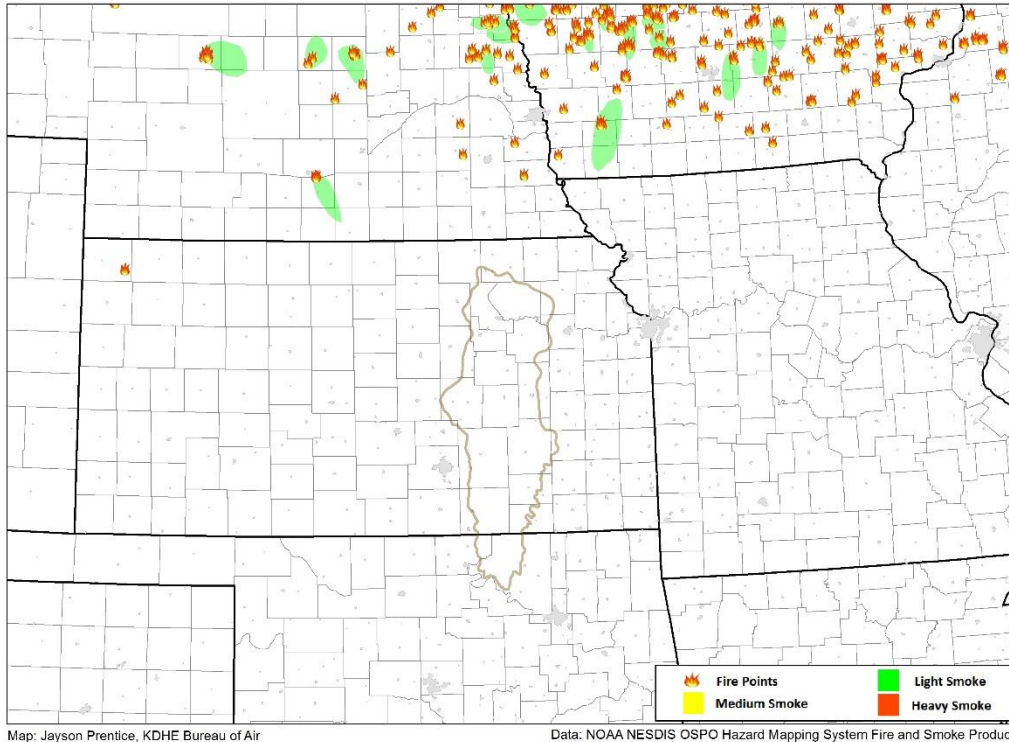 Fire Points
Light Smoke
Medium Smoke
Heavy Smoke
Map: Jayson Prentice, KDHE Bureau of Air
Data: NOAA NESDIS OSPO Hazard Mapping System Fire and Smoke Produc